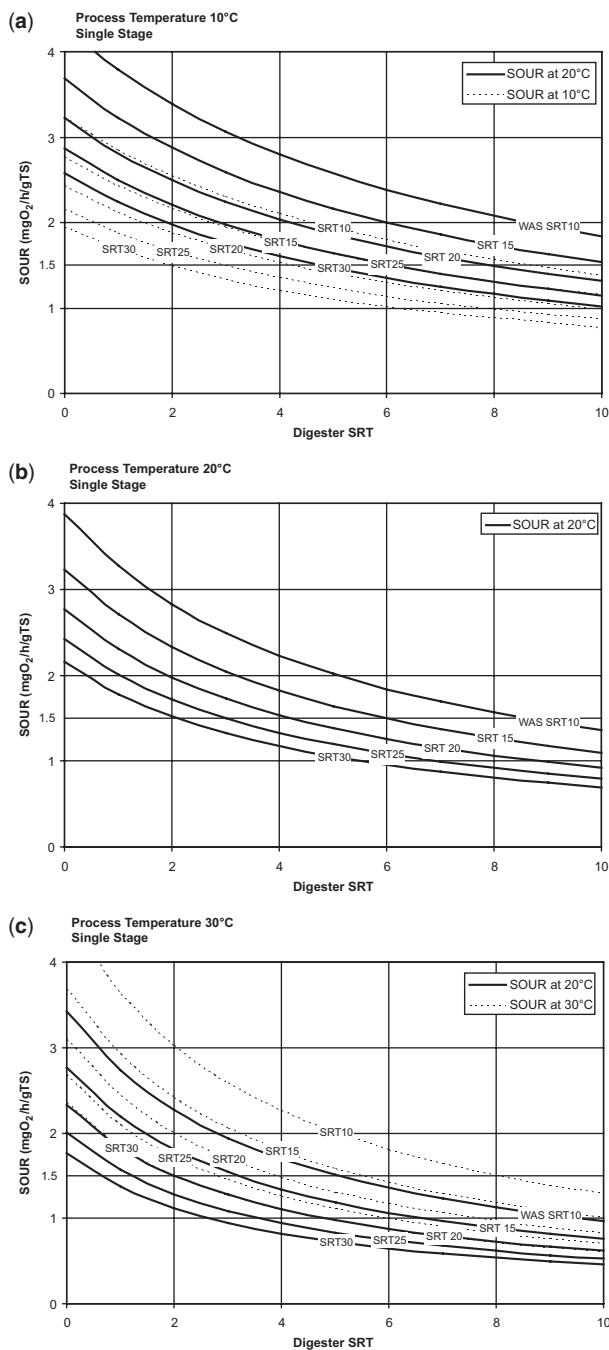 (a)
Process Temperature 10°C
Single Stage
4
3
2
1.5
1
0
SOUR (mgO₂/h/gTS)
SOUR at 20°C
SOUR at 10°C
WAS SRT10
SRT 15
SRT 20
SRT25
SRT30
SRT10
SRT15
SRT20
SRT25
SRT30
0 2 4 6 8 10
Digester SRT
(b)
Process Temperature 20°C
Single Stage
4
3
2
1.5
1
0
SOUR (mgO₂/h/gTS)
SOUR at 20°C
WAS SRT10
SRT 15
SRT 20
SRT25
SRT30
0 2 4 6 8 10
Digester SRT
(c)
Process Temperature 30°C
Single Stage
4
3
2
1.5
1
0
SOUR (mgO₂/h/gTS)
SOUR at 20°C
SOUR at 30°C
SRT10
SRT15
SRT20
SRT25
SRT30
WAS SRT10
SRT 15
SRT 20
SRT25
SRT30
0 2 4 6 8 10
Digester SRT